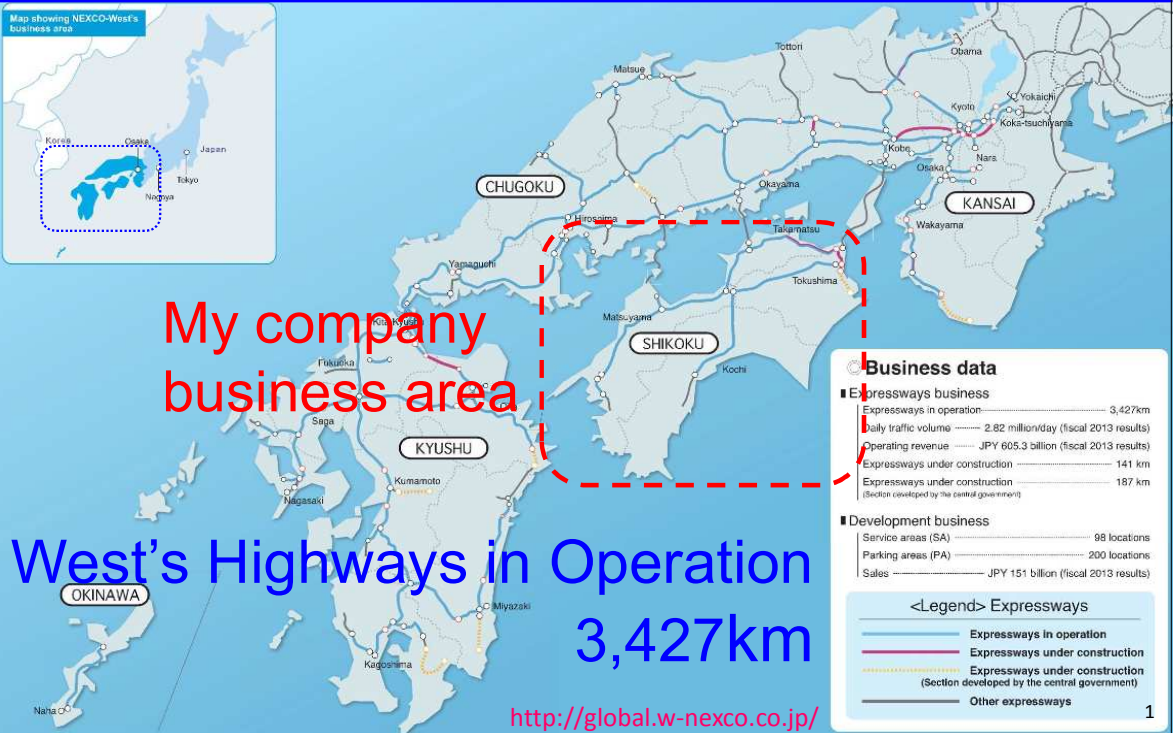 Map showing NEXCO-West's
business area
Korea
Osaka
Japan
Tokyo
Nagoya
Tottori
Matsue
Obama
Kyoto
Yokaichi
Koka-tsuchiyama
Kobe
Nara
Osaka
CHUGOKU
Okayama
KANSAI
Hirosima
Takamatsu
Wakayama
Yamaguchi
Tokushima
My company
business area
Kita-Kyushu
Matsuyama
SHIKOKU
Fukuoka
Kochi
Saga
KYUSHU
Kumamoto
Nagasaki
West's Highways in Operation
3,427km
OKINAWA
Miyazaki
Kagoshima
Naha
http://global.w-nexco.co.jp/
Business data
Expressways business
Expressways in operation 3,427km
Daily traffic volume 2.82 million/day (fiscal 2013 results)
Operating revenue JPY 605.3 billion (fiscal 2013 results)
Expressways under construction 141 km
Expressways under construction 187 km
(Section developed by the central government)
Development business
Service areas (SA) 98 locations
Parking areas (PA) 200 locations
Sales JPY 151 billion (fiscal 2013 results)
<Legend> Expressways
Expressways in operation
Expressways under construction
Expressways under construction
(Section developed by the central government)
Other expressways
1